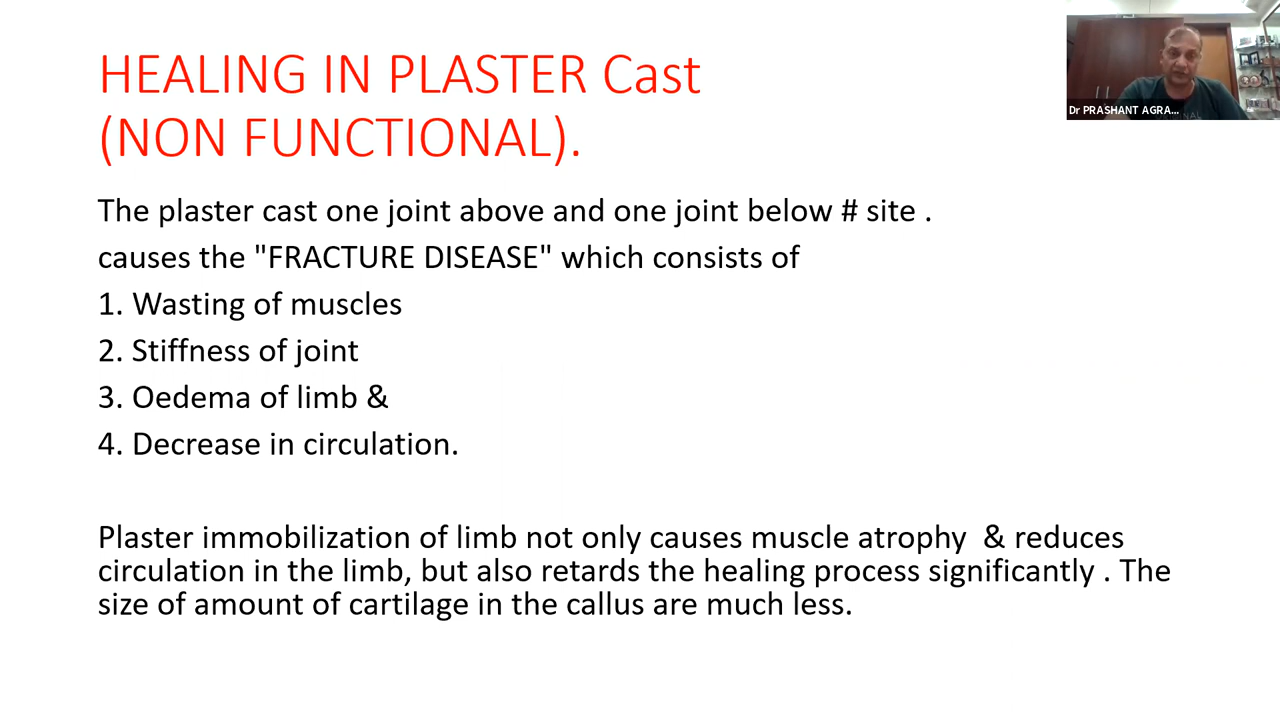 HEALING IN PLASTER Cast
(NON FUNCTIONAL).
Dr PRASHANT AGRA...
The plaster cast one joint above and one joint below # site .
causes the "FRACTURE DISEASE" which consists of
1. Wasting of muscles
2. Stiffness of joint
3. Oedema of limb &
4. Decrease in circulation.
Plaster immobilization of limb not only causes muscle atrophy  & reduces
circulation in the limb, but also retards the healing process significantly . The
size of amount of cartilage in the callus are much less.